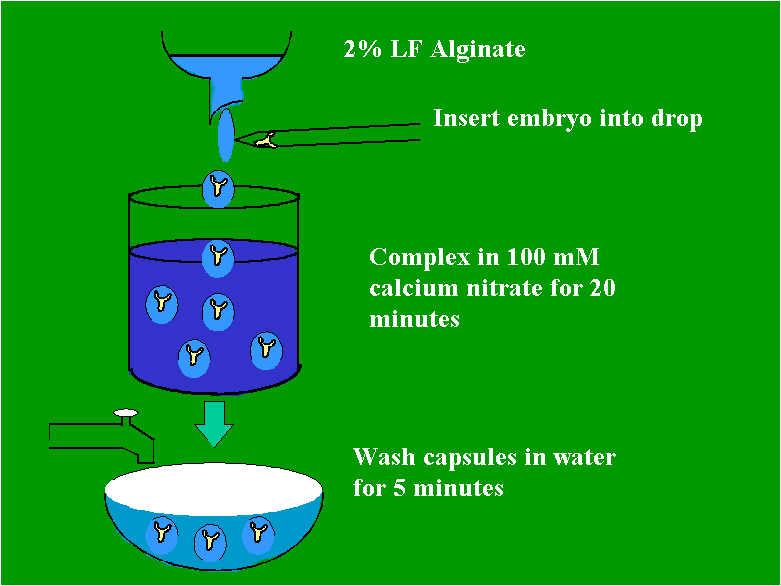 2% LF Alginate
Insert embryo into drop
Complex in 100 mM
calcium nitrate for 20
minutes
Wash capsules in water
for 5 minutes